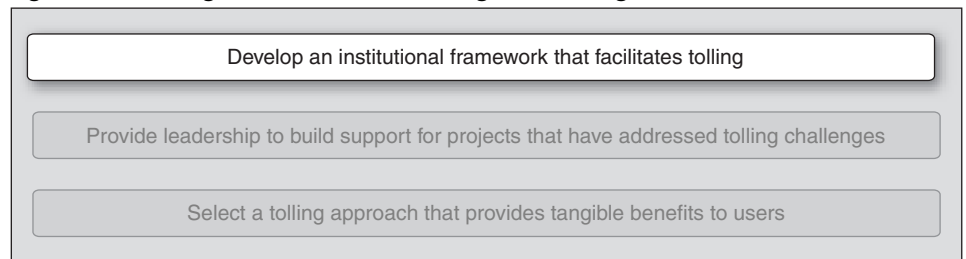 Develop an institutional framework that facilitates tolling
Provide leadership to build support for projects that have addressed tolling challenges
Select a tolling approach that provides tangible benefits to users